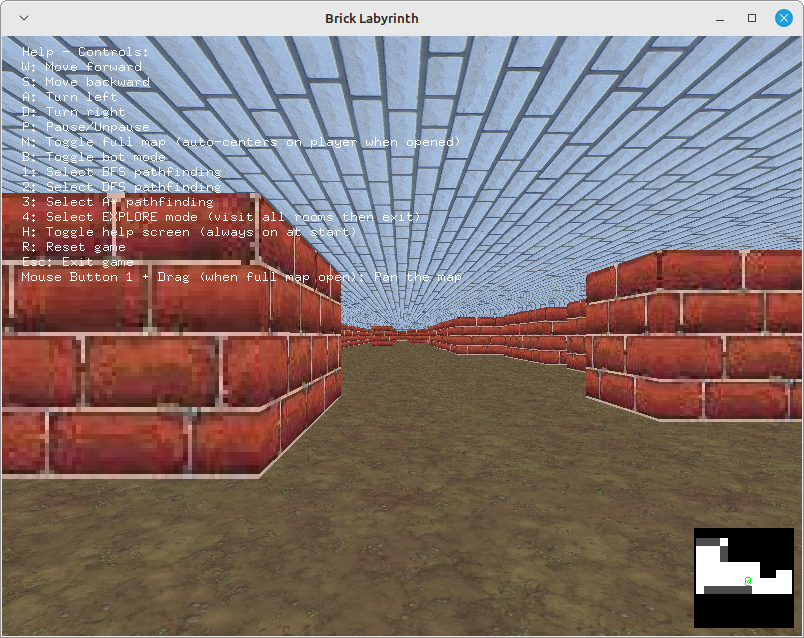 Brick Labyrinth
Help - Controls:
W: Move forward
S: Move backward
A: Turn left
D: Turn right
P: Pause/Unpause
M: Toggle full map (auto-centers on player when opened)
B: Toggle bot mode
1: Select BFS pathfinding
2: Select DFS pathfinding
3: Select A* pathfinding
4: Select EXPLORE mode (visit all rooms then exit)
H: Toggle help screen (always on at start)
R: Reset game
Esc: Exit game
Mouse Button 1 + Drag (when full map open): Pan the map
@